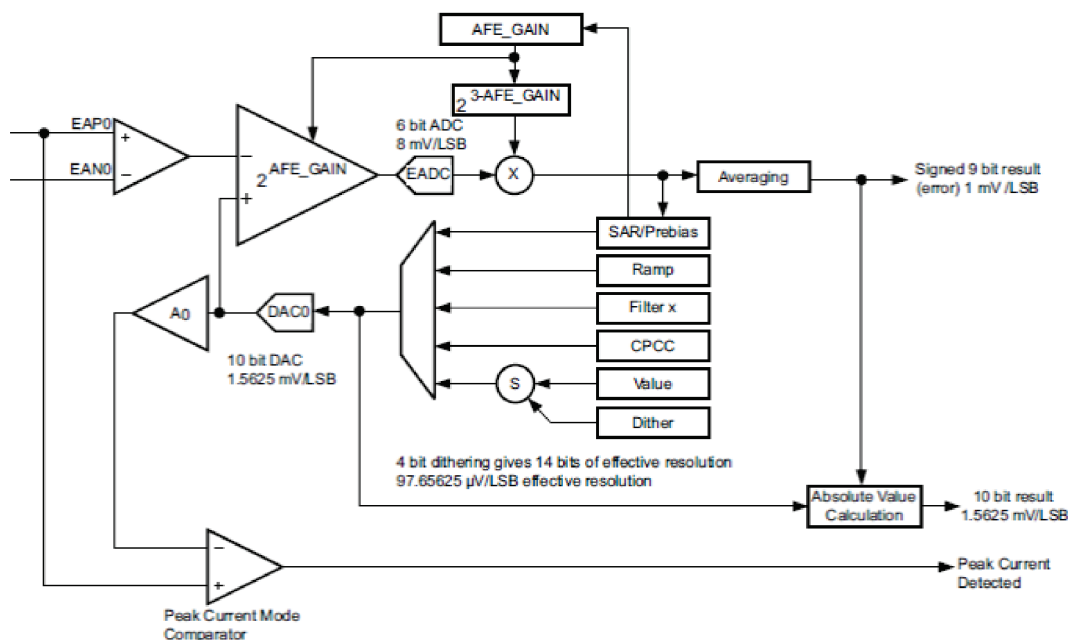 AFE_GAIN
2 3-AFE_GAIN
6 bit ADC
8 mV/LSB
EAP0
+
EAN0
−
−
2 AFE_GAIN
+
EADC
X
Averaging
Signed 9 bit result
(error) 1 mV /LSB
SAR/Prebias
Ramp
Filter x
CPCC
Value
Dither
S
A0
DAC0
10 bit DAC
1.5625 mV/LSB
4 bit dithering gives 14 bits of effective resolution
97.65625 µV/LSB effective resolution
Absolute Value
Calculation
10 bit result
1.5625 mV/LSB
−
+
Peak Current
Detected
Peak Current Mode
Comparator